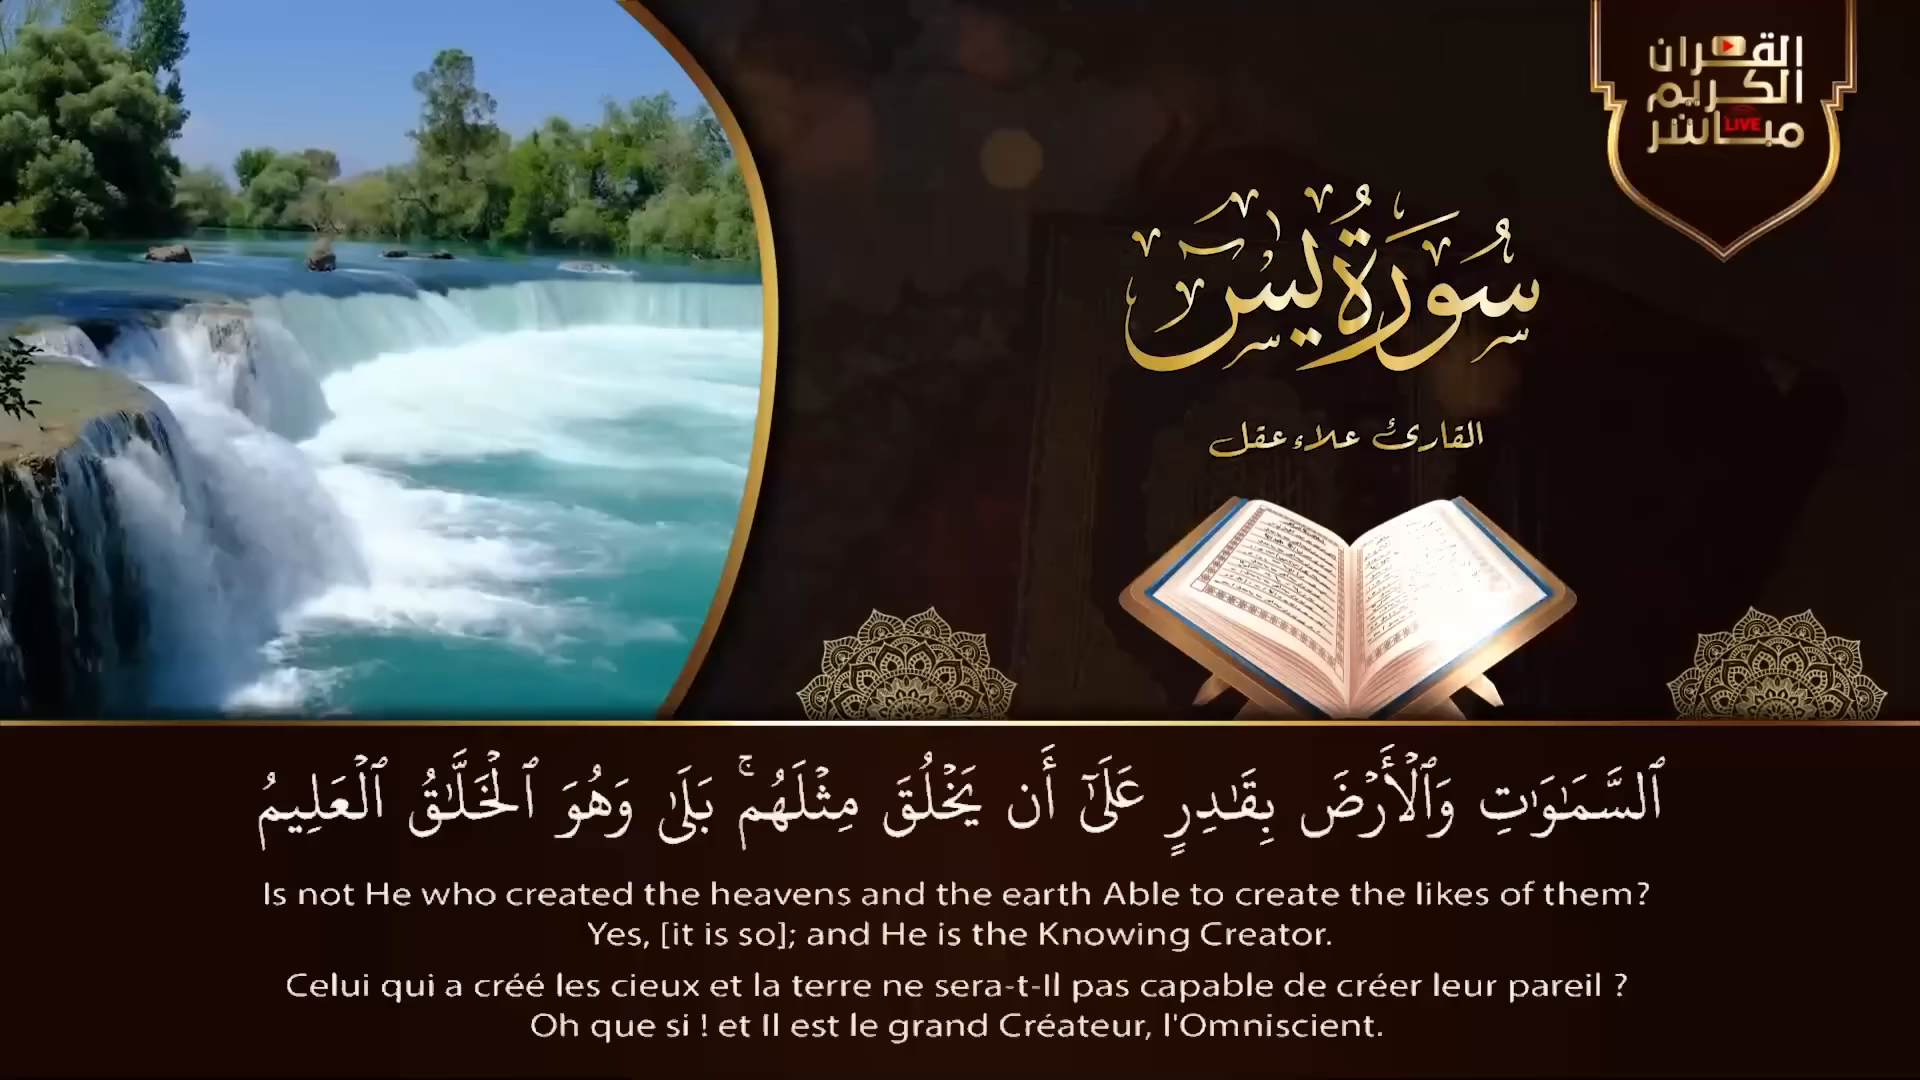 القرآن
الكريم
مباشر
LIVE
سُورَةُ يسٓ
القارئ علاء عقل
ٱلسَّمَٰوَٰتِ وَٱلْأَرْضَ بِقَٰدِرٍ عَلَىٰٓ أَن يَخْلُقَ مِثْلَهُم ۚ بَلَىٰ وَهُوَ ٱلْخَلَّٰقُ ٱلْعَلِيمُ
Is not He who created the heavens and the earth Able to create the likes of them?
Yes, [it is so]; and He is the Knowing Creator.
Celui qui a créé les cieux et la terre ne sera-t-Il pas capable de créer leur pareil ?
Oh que si ! et Il est le grand Créateur, l'Omniscient.